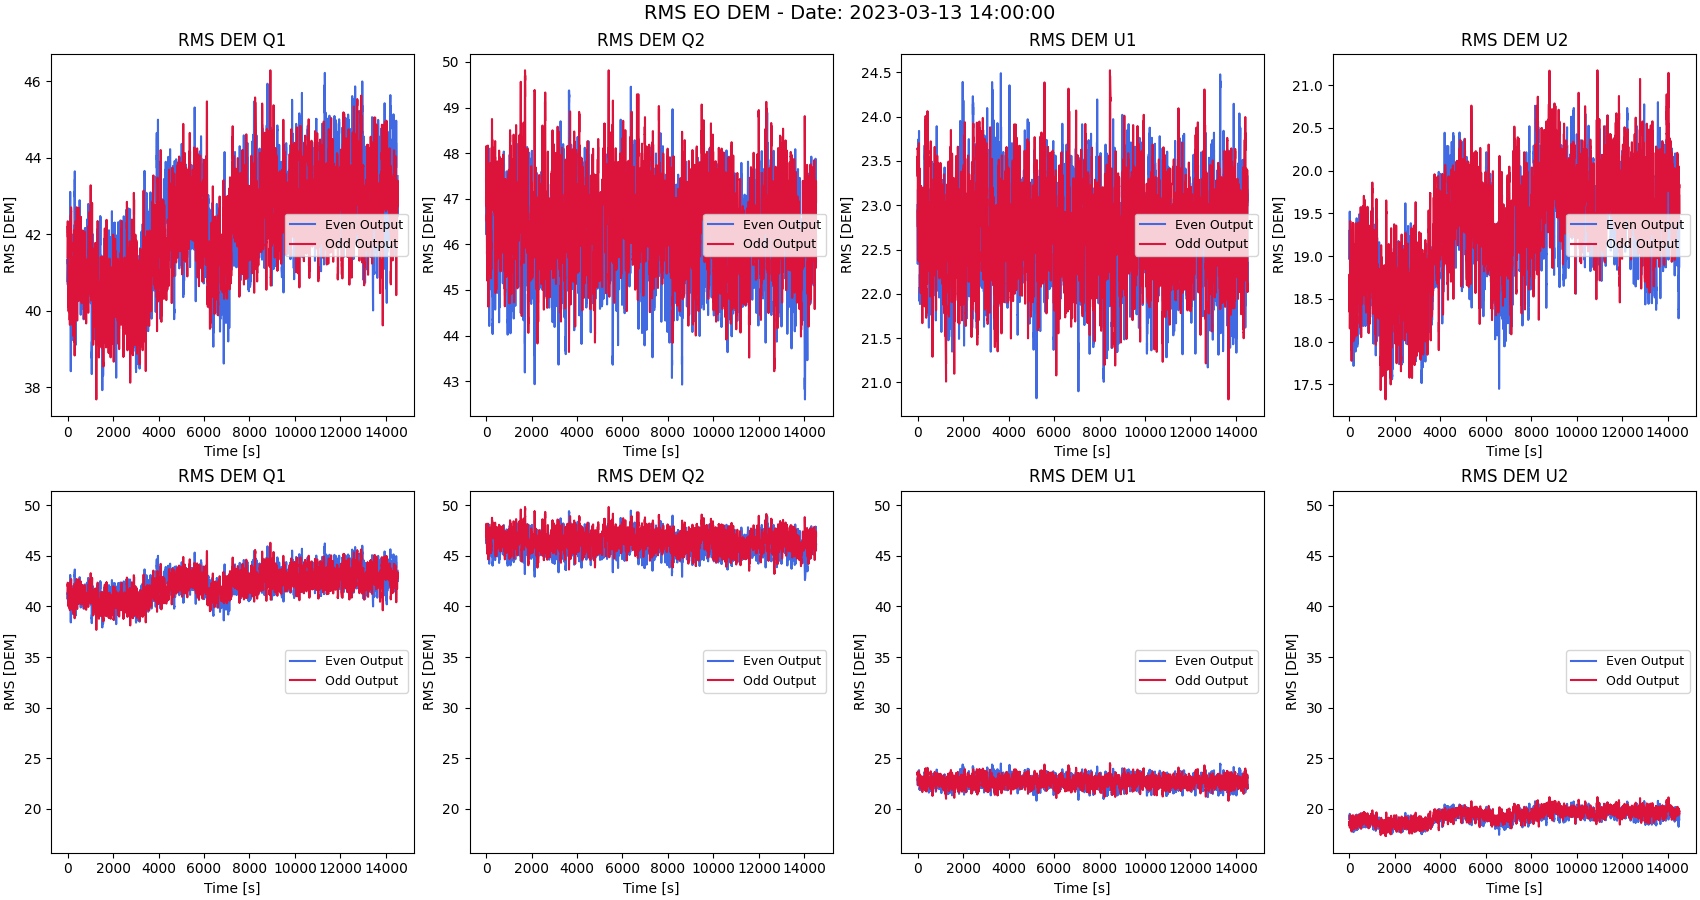 RMS EO DEM - Date: 2023-03-13 14:00:00
RMS DEM Q1
RMS [DEM]
46
44
42
40
38
Even Output
Odd Output
0 2000 4000 6000 8000 10000 12000 14000
Time [s]
RMS DEM Q2
RMS [DEM]
50
49
48
47
46
45
44
43
Even Output
Odd Output
0 2000 4000 6000 8000 10000 12000 14000
Time [s]
RMS DEM U1
RMS [DEM]
24.5
24.0
23.5
23.0
22.5
22.0
21.5
21.0
Even Output
Odd Output
0 2000 4000 6000 8000 10000 12000 14000
Time [s]
RMS DEM U2
RMS [DEM]
21.0
20.5
20.0
19.5
19.0
18.5
18.0
17.5
Even Output
Odd Output
0 2000 4000 6000 8000 10000 12000 14000
Time [s]
RMS DEM Q1
RMS [DEM]
50
45
40
35
30
25
20
Even Output
Odd Output
0 2000 4000 6000 8000 10000 12000 14000
Time [s]
RMS DEM Q2
RMS [DEM]
50
45
40
35
30
25
20
Even Output
Odd Output
0 2000 4000 6000 8000 10000 12000 14000
Time [s]
RMS DEM U1
RMS [DEM]
50
45
40
35
30
25
20
Even Output
Odd Output
0 2000 4000 6000 8000 10000 12000 14000
Time [s]
RMS DEM U2
RMS [DEM]
50
45
40
35
30
25
20
Even Output
Odd Output
0 2000 4000 6000 8000 10000 12000 14000
Time [s]